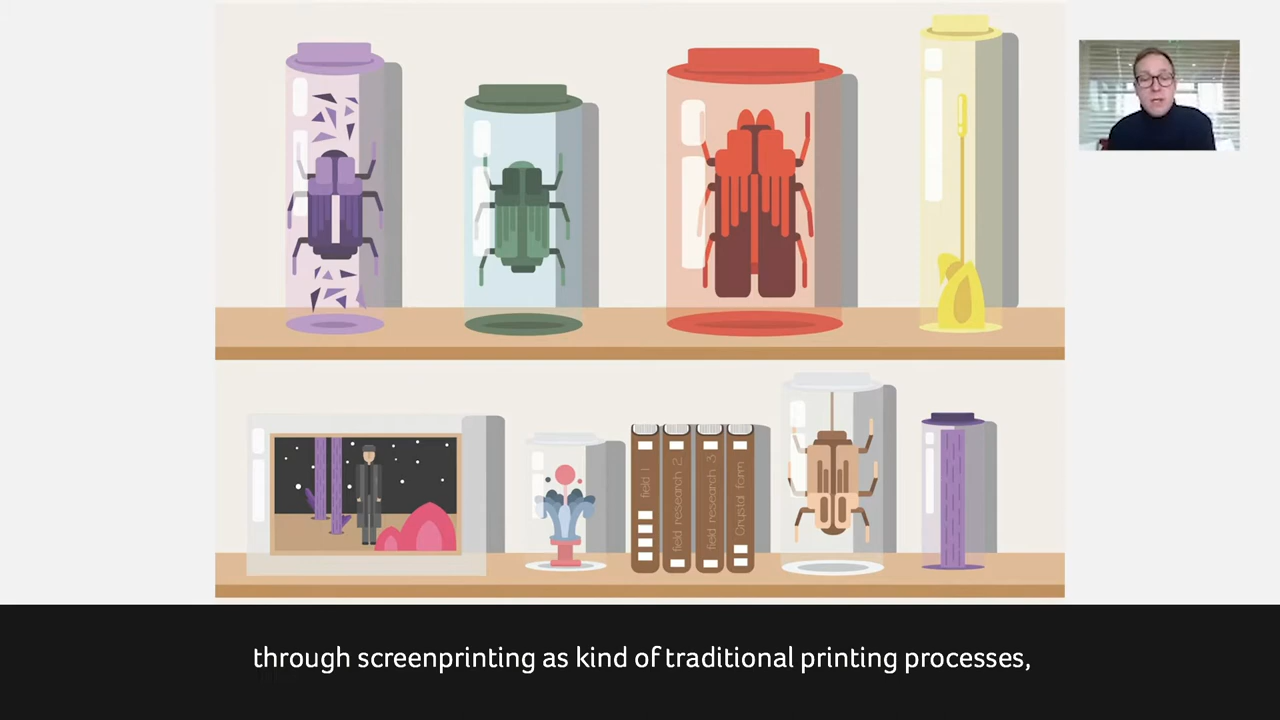 field 1
field research 2
field research 3
Crystal form
through screenprinting as kind of traditional printing processes,